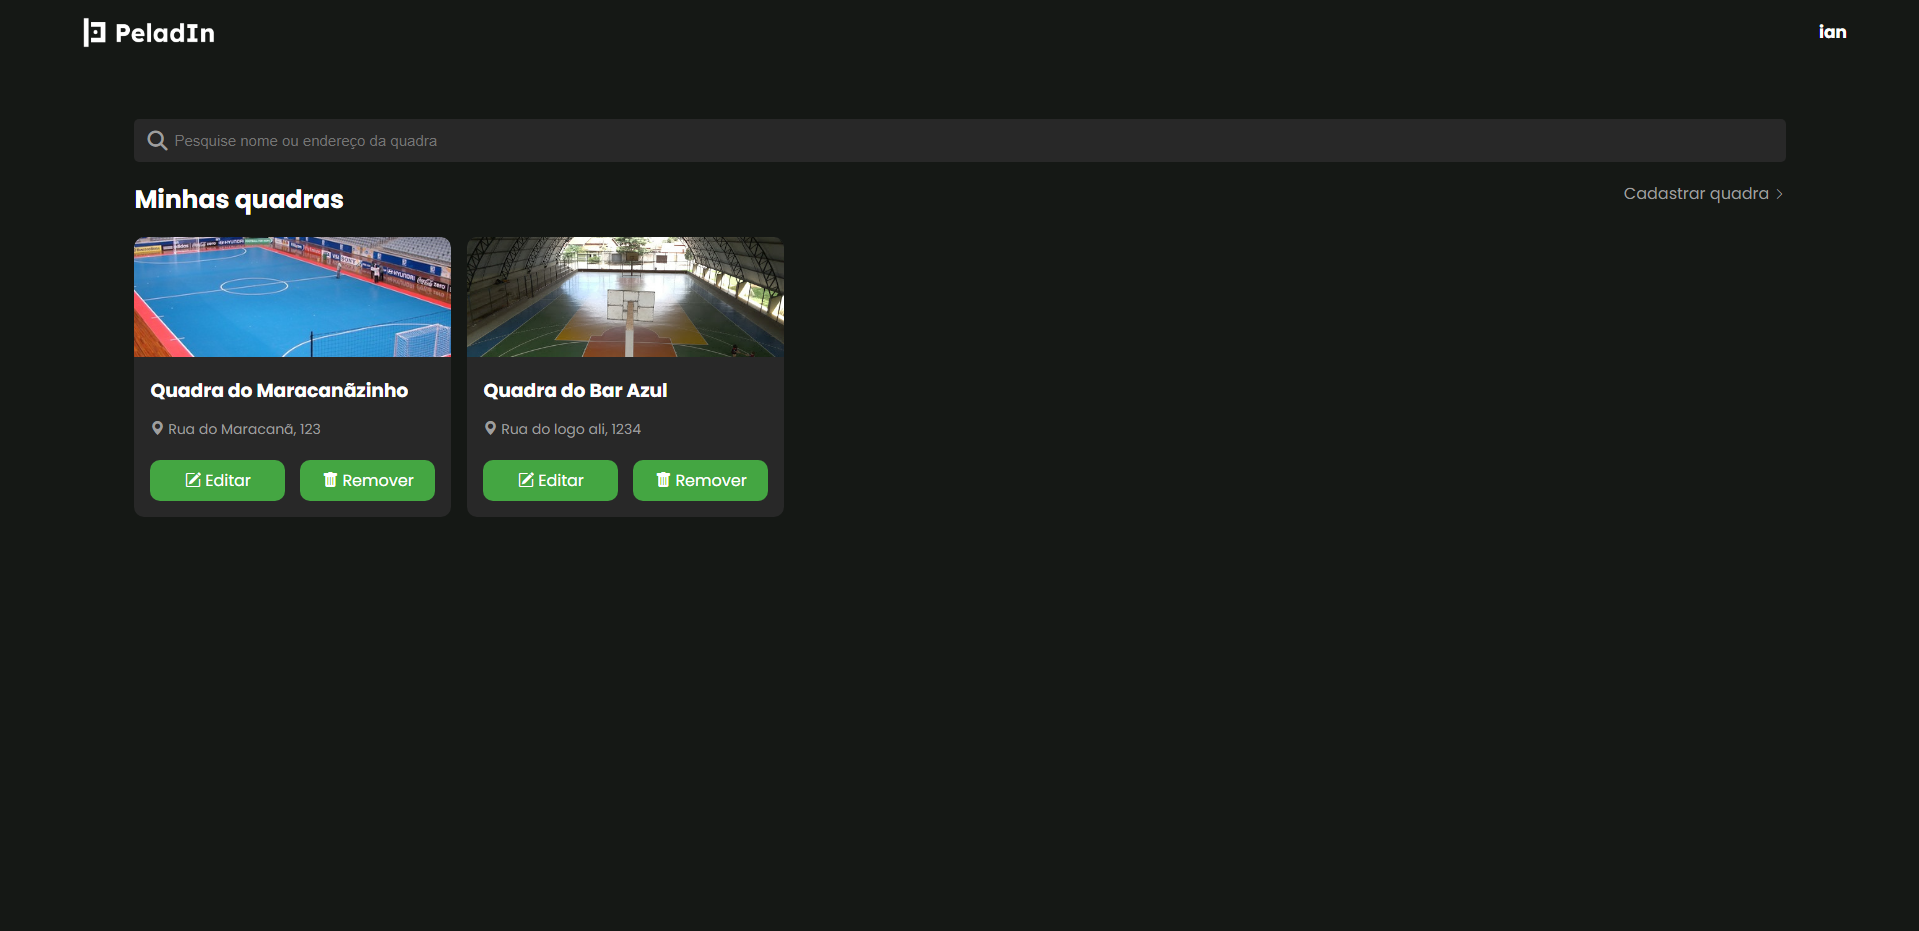 PeladIn
ian
Pesquise nome ou endereço da quadra
Minhas quadras
Cadastrar quadra
HYUNDAI
Quadra do Maracanãzinho
Rua do Maracanã, 123
Editar
Remover
Quadra do Bar Azul
Rua do logo ali, 1234
Editar
Remover